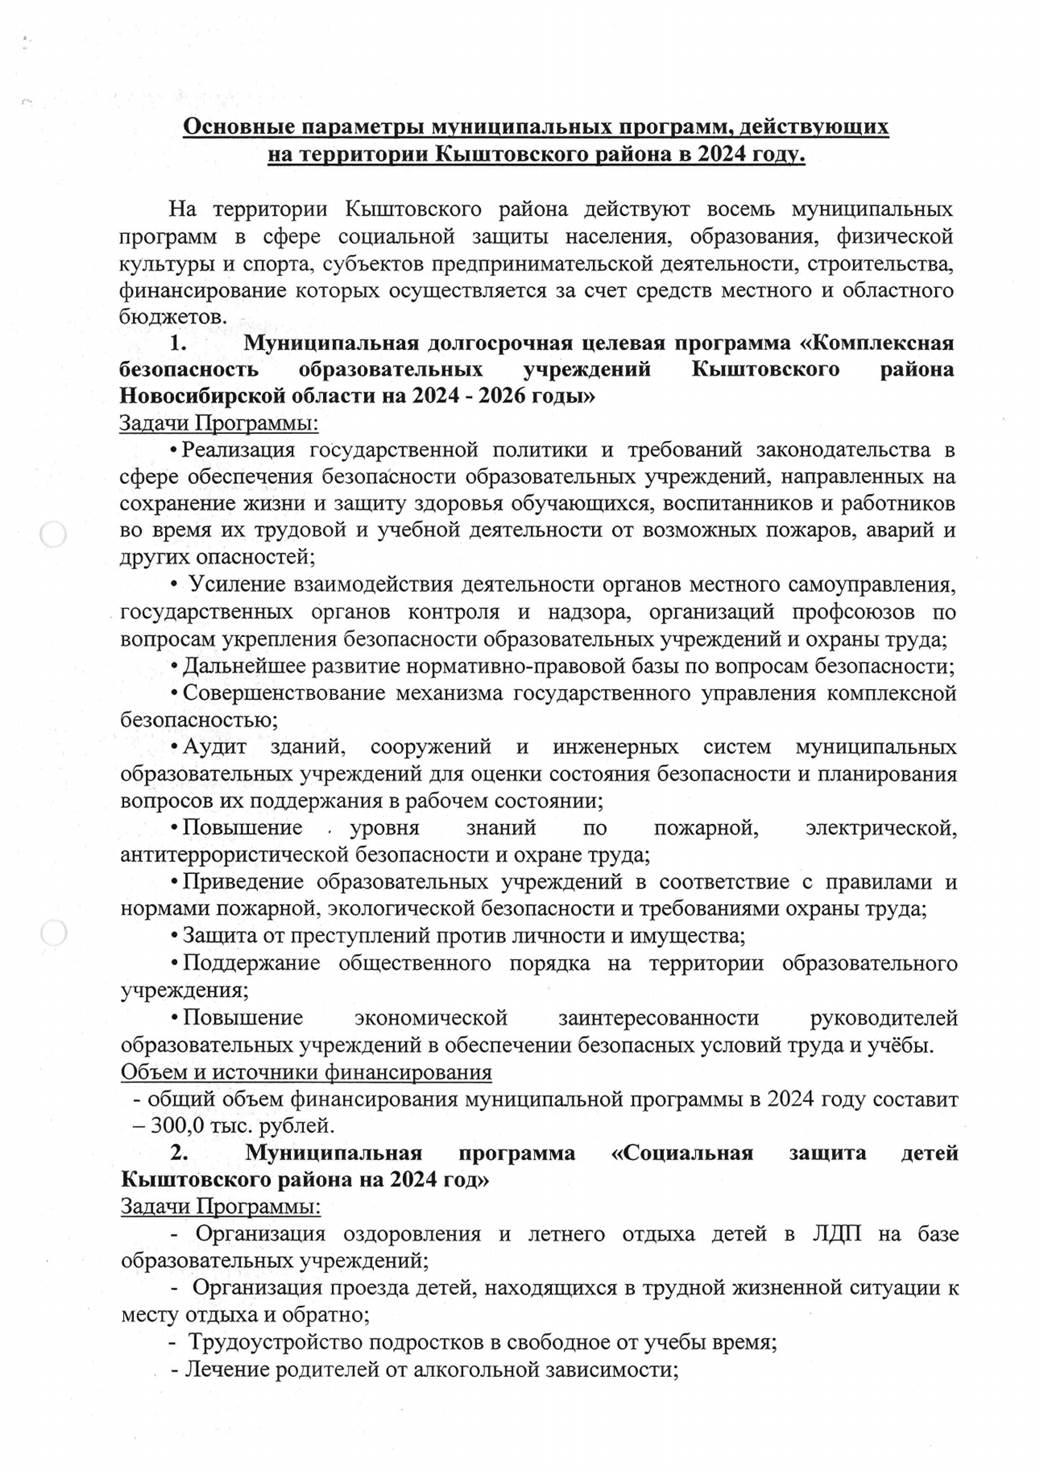 Основные параметры муниципальных программ, действующих
на территории Кыштовского района в 2024 году.
На территории Кыштовского района действуют восемь муниципальных
программ в сфере социальной защиты населения, образования, физической
культуры и спорта, субъектов предпринимательской деятельности, строительства,
финансирование которых осуществляется за счет средств местного и областного
бюджетов.
1. Муниципальная долгосрочная целевая программа «Комплексная
безопасность образовательных учреждений Кыштовского района
Новосибирской области на 2024 - 2026 годы»
Задачи Программы:
• Реализация государственной политики и требований законодательства в
сфере обеспечения безопасности образовательных учреждений, направленных на
сохранение жизни и защиту здоровья обучающихся, воспитанников и работников
во время их трудовой и учебной деятельности от возможных пожаров, аварий и
других опасностей;
• Усиление взаимодействия деятельности органов местного самоуправления,
государственных органов контроля и надзора, организаций профсоюзов по
вопросам укрепления безопасности образовательных учреждений и охраны труда;
• Дальнейшее развитие нормативно-правовой базы по вопросам безопасности;
• Совершенствование механизма государственного управления комплексной
безопасностью;
• Аудит зданий, сооружений и инженерных систем муниципальных
образовательных учреждений для оценки состояния безопасности и планирования
вопросов их поддержания в рабочем состоянии;
• Повышение уровня знаний по пожарной, электрической,
антитеррористической безопасности и охране труда;
• Приведение образовательных учреждений в соответствие с правилами и
нормами пожарной, экологической безопасности и требованиями охраны труда;
• Защита от преступлений против личности и имущества;
• Поддержание общественного порядка на территории образовательного
учреждения;
• Повышение экономической заинтересованности руководителей
образовательных учреждений в обеспечении безопасных условий труда и учёбы.
Объем и источники финансирования
- общий объем финансирования муниципальной программы в 2024 году составит
– 300,0 тыс. рублей.
2. Муниципальная программа «Социальная защита детей
Кыштовского района на 2024 год»
Задачи Программы:
- Организация оздоровления и летнего отдыха детей в ЛДП на базе
образовательных учреждений;
- Организация проезда детей, находящихся в трудной жизненной ситуации к
месту отдыха и обратно;
- Трудоустройство подростков в свободное от учебы время;
- Лечение родителей от алкогольной зависимости;